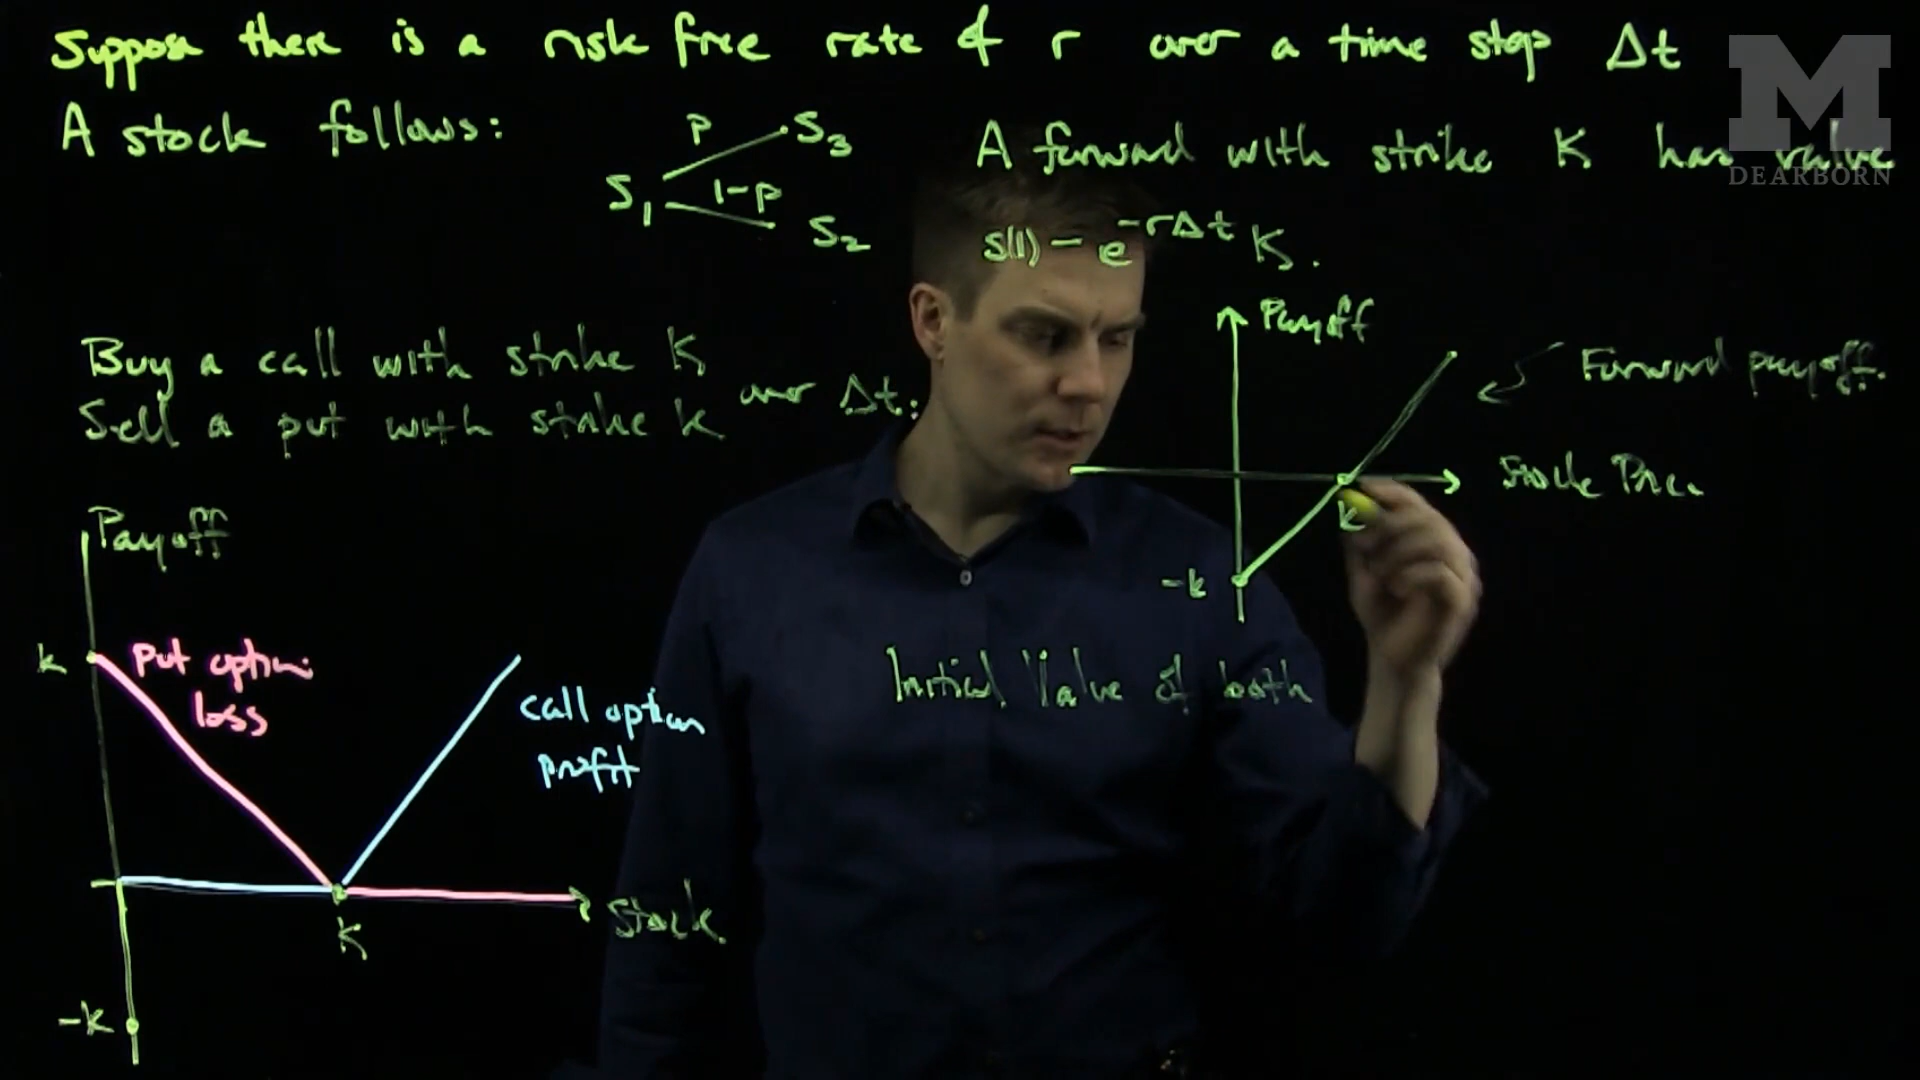 Suppose there is a risk free rate of r over a time step Δt
A stock follows:
P
S3
S1
1-P
S2
A forward with strike K has value
S(1) - e^{-rΔt} K.
M
DEARBORN
Buy a call with strike K
Sell a put with strike K
over Δt:
Payoff
Forward payoff.
Stock Price
K
-k
Payoff
k
put option
loss
call option
profit
Stock
K
-k
Initial Value of both